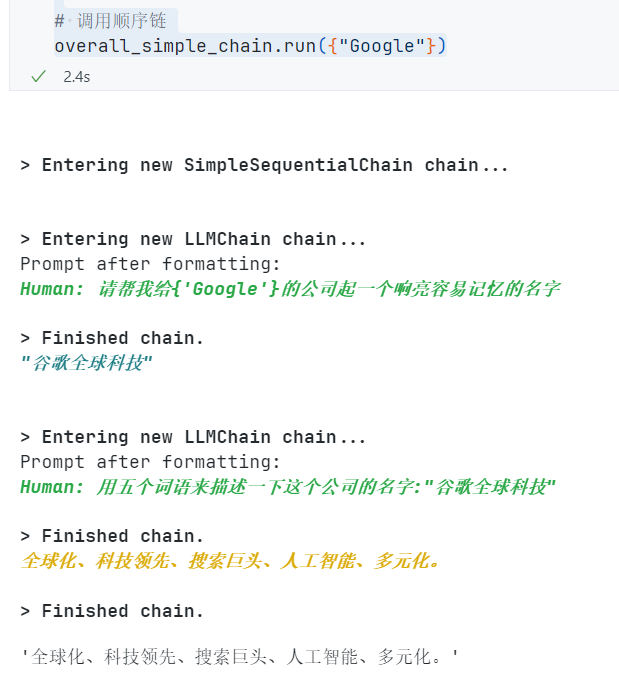 # 调用顺序链
overall_simple_chain.run({"Google"})
2.4s
> Entering new SimpleSequentialChain chain...
> Entering new LLMChain chain...
Prompt after formatting:
Human: 请帮我给{'Google'}的公司起一个响亮容易记忆的名字
> Finished chain.
"谷歌全球科技"
> Entering new LLMChain chain...
Prompt after formatting:
Human: 用五个词语来描述一下这个公司的名字:"谷歌全球科技"
> Finished chain.
全球化、科技领先、搜索巨头、人工智能、多元化。
> Finished chain.
'全球化、科技领先、搜索巨头、人工智能、多元化。'